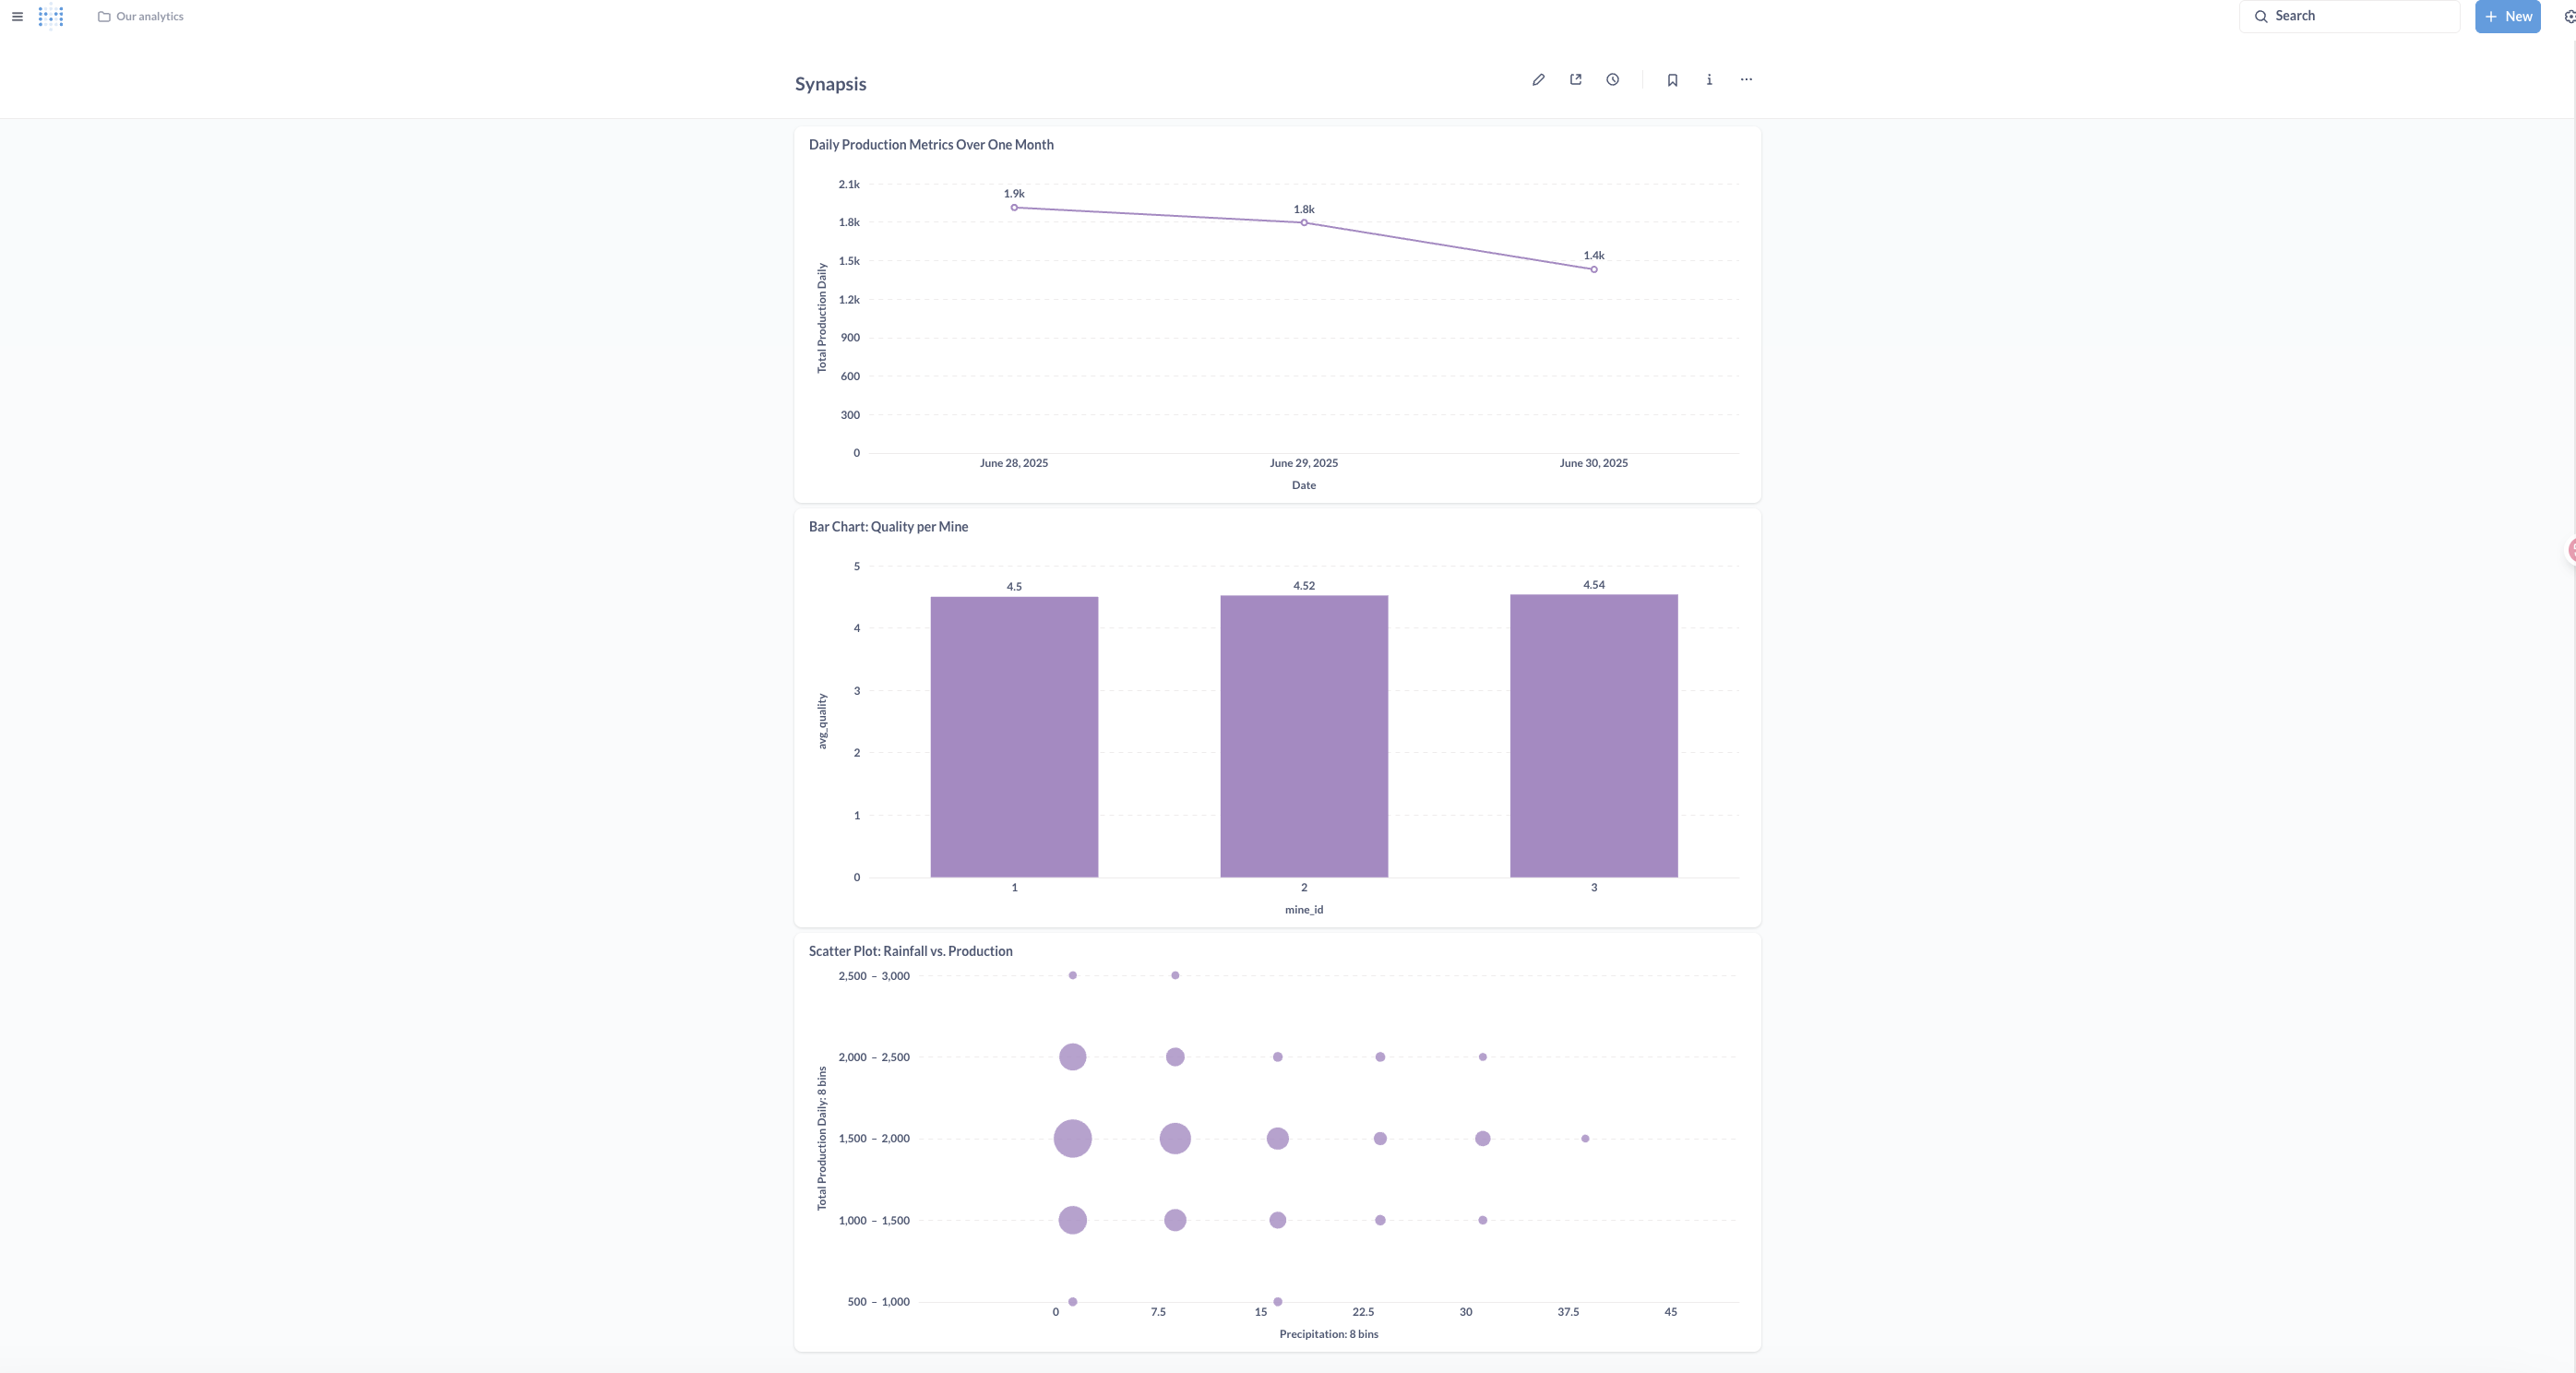 Our analytics
Search
New
Synapsis
Daily Production Metrics Over One Month
2.1k
1.8k
1.5k
1.2k
900
600
300
0
Total Production Daily
1.9k
1.8k
1.4k
June 28, 2025
June 29, 2025
June 30, 2025
Date
Bar Chart: Quality per Mine
5
4
3
2
1
0
avg_quality
4.5
4.52
4.54
1
2
3
mine_id
Scatter Plot: Rainfall vs. Production
2,500 – 3,000
2,000 – 2,500
1,500 – 2,000
1,000 – 1,500
500 – 1,000
Total Production Daily: 8 bins
0
7.5
15
22.5
30
37.5
45
Precipitation: 8 bins